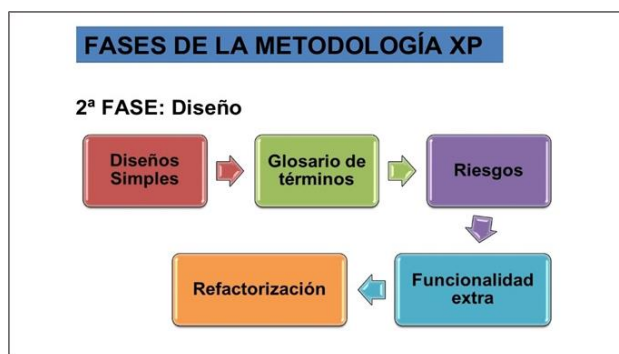 FASES DE LA METODOLOGÍA XP
2ª FASE: Diseño
Diseños
Simples
Glosario de
términos
Riesgos
Funcionalidad
extra
Refactorización